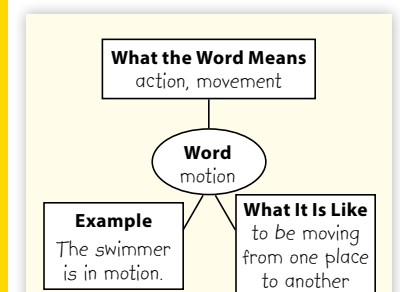 What the Word Means
action, movement
Word
motion
Example
The swimmer
is in motion.
What It Is Like
to be moving
from one place
to another